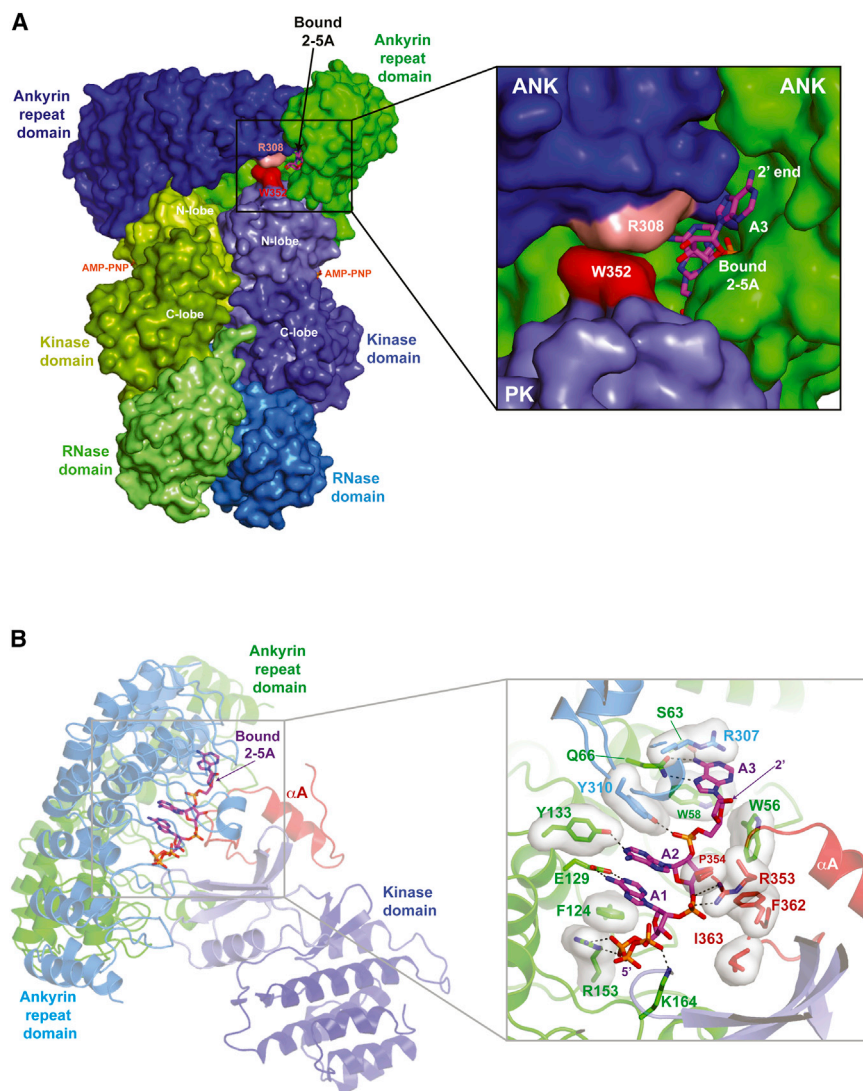 A
Bound
2-5A
Ankyrin
repeat
domain
Ankyrin
repeat
domain
R308
W352
N-lobe
N-lobe
AMP-PNP
AMP-PNP
C-lobe
C-lobe
Kinase
domain
Kinase
domain
RNase
domain
RNase
domain
ANK
ANK
2' end
R308
A3
W352
Bound
2-5A
PK
B
Ankyrin
repeat
domain
Bound
2-5A
αA
Kinase
domain
Ankyrin
repeat
domain
S63
R307
Q66
A3
2'
Y310
W58
W56
Y133
A2
P354
αA
E129
R353
A1
F362
F124
I363
5'
R153
K164